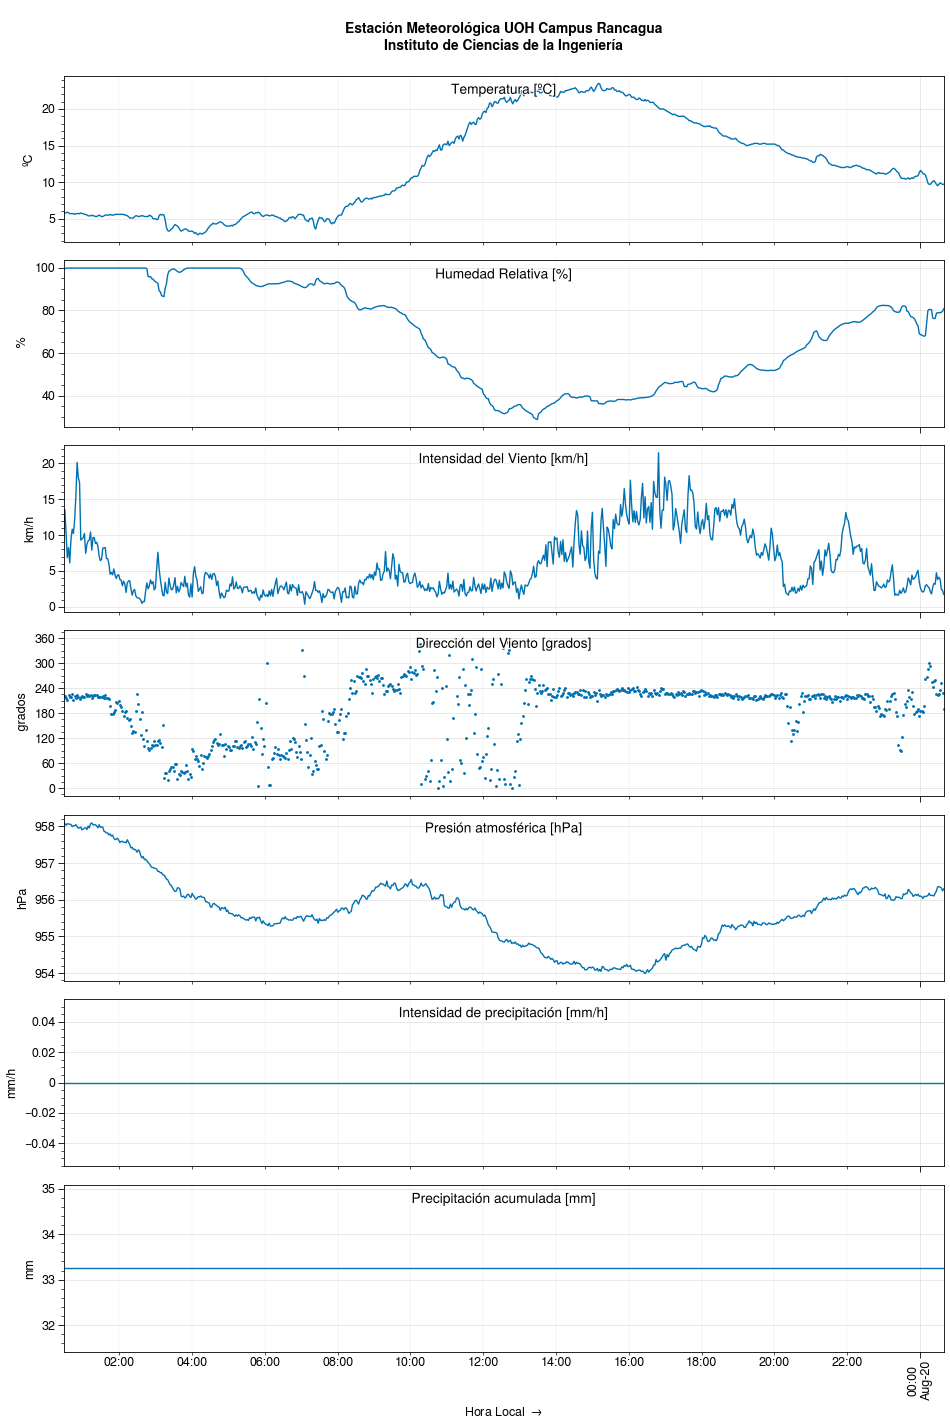 Estación Meteorológica UOH Campus Rancagua
Instituto de Ciencias de la Ingeniería
Temperatura [ºC]
ºC
20
15
10
5
Humedad Relativa [%]
%
100
80
60
40
Intensidad del Viento [km/h]
km/h
20
15
10
5
0
Dirección del Viento [grados]
grados
360
300
240
180
120
60
0
Presión atmosférica [hPa]
hPa
958
957
956
955
954
Intensidad de precipitación [mm/h]
mm/h
0.04
0.02
0
−0.02
−0.04
Precipitación acumulada [mm]
mm
35
34
33
32
02:00 04:00 06:00 08:00 10:00 12:00 14:00 16:00 18:00 20:00 22:00 00:00
Aug-20
Hora Local →